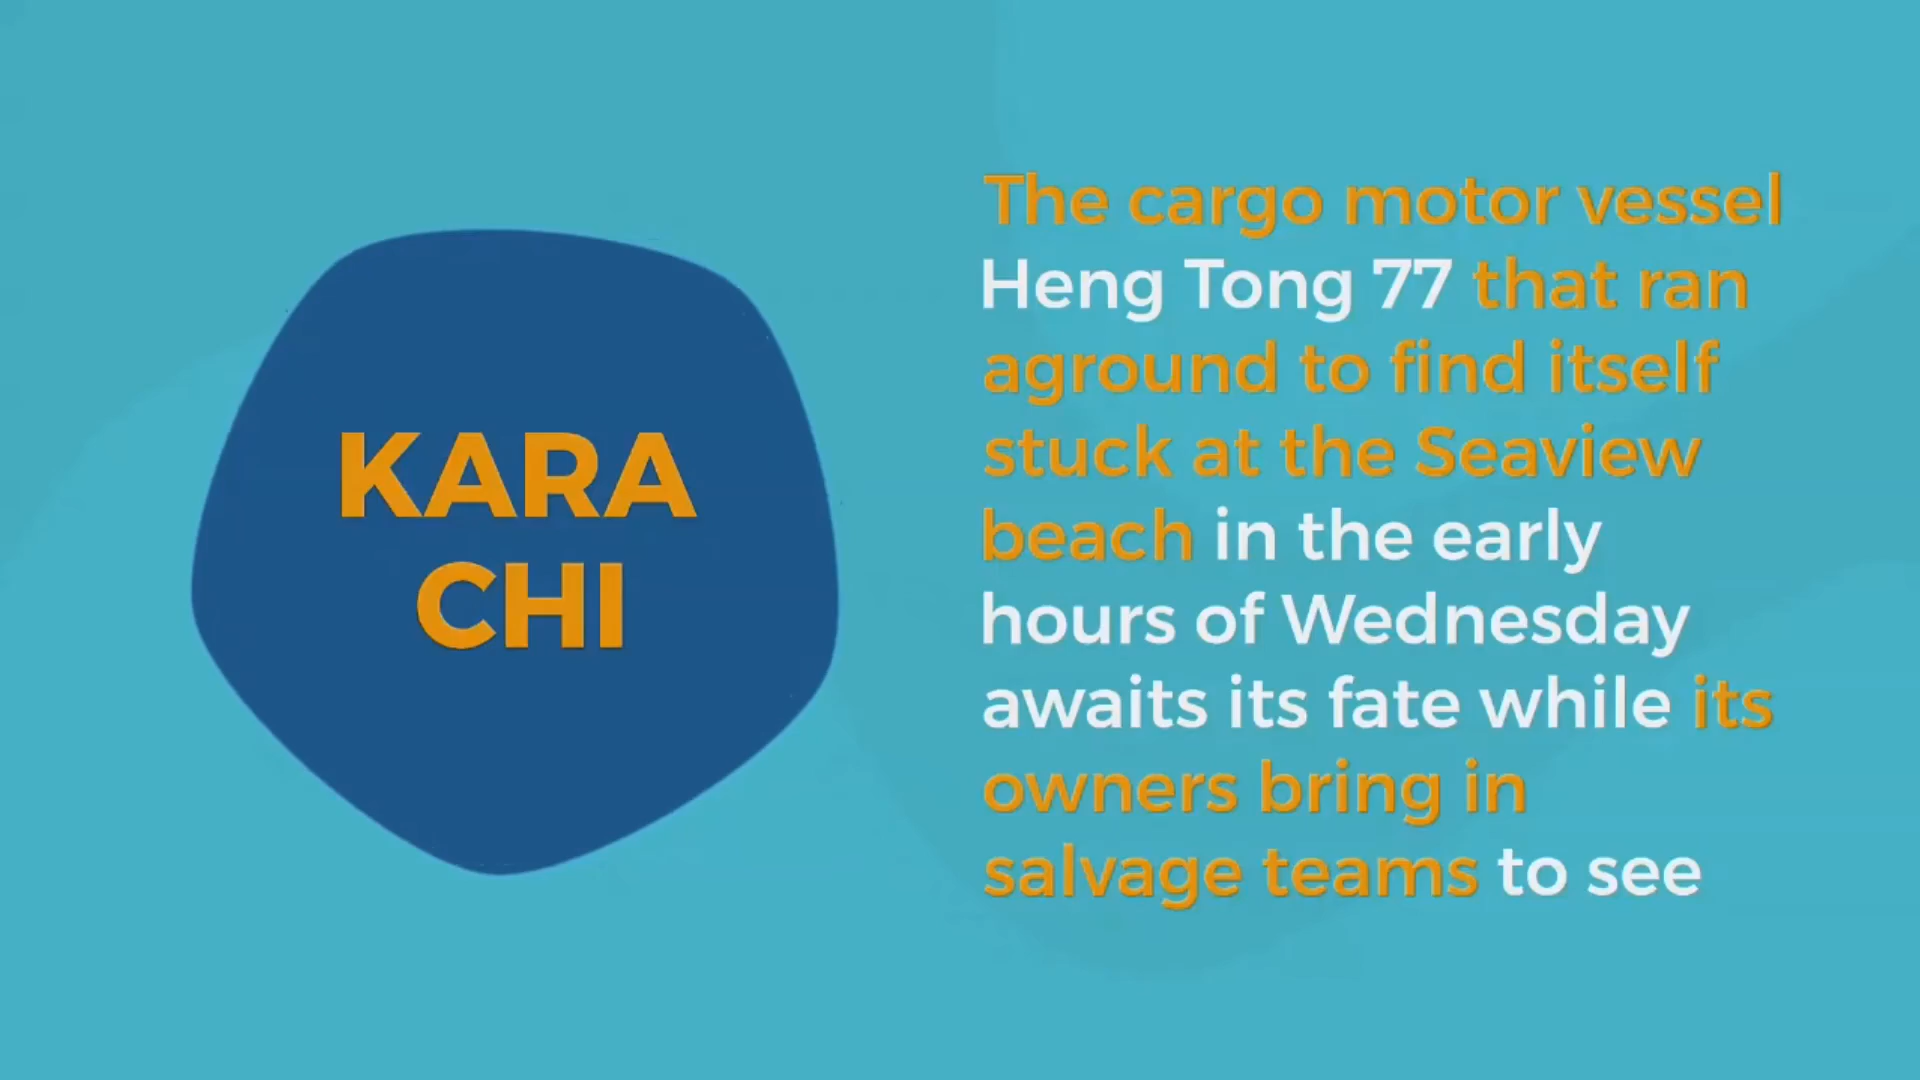 KARA
CHI
The cargo motor vessel
Heng Tong 77 that ran
aground to find itself
stuck at the Seaview
beach in the early
hours of Wednesday
awaits its fate while its
owners bring in
salvage teams to see